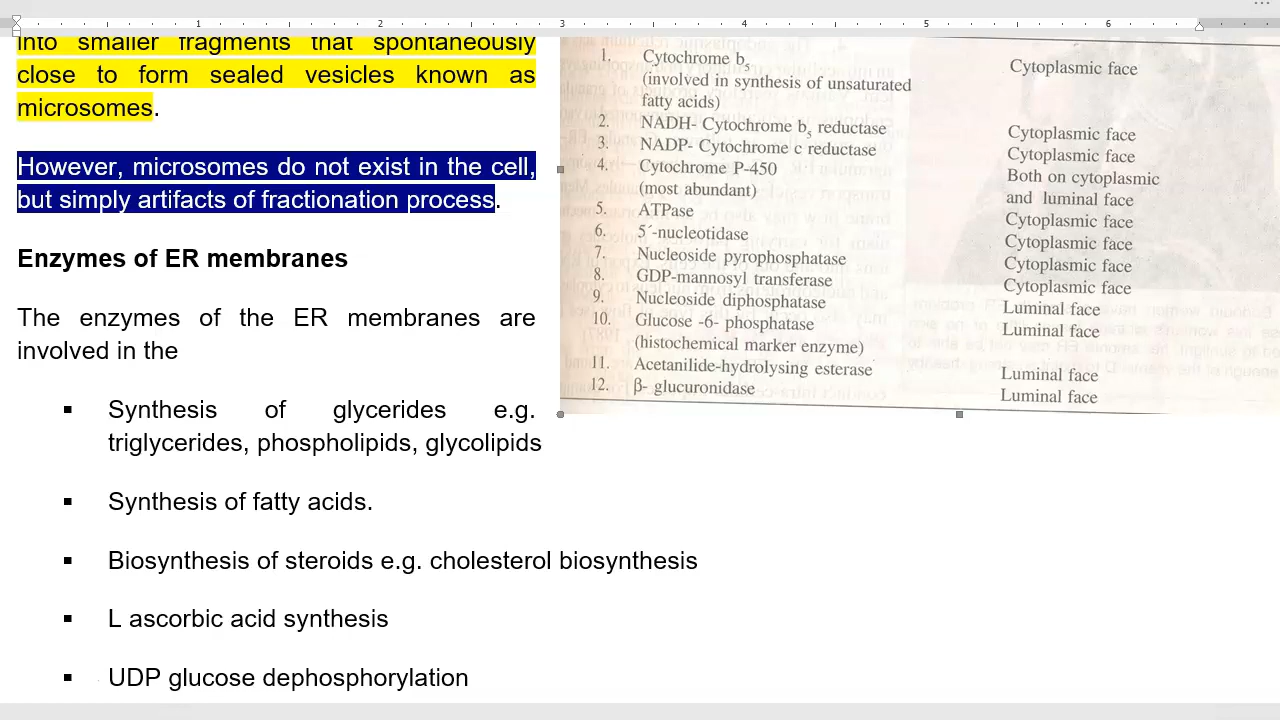 1 2 3 4 5 6
into smaller fragments that spontaneously
close to form sealed vesicles known as
microsomes.
However, microsomes do not exist in the cell,
but simply artifacts of fractionation process.
Enzymes of ER membranes
The enzymes of the ER membranes are
involved in the
▪ Synthesis of glycerides e.g.
triglycerides, phospholipids, glycolipids
▪ Synthesis of fatty acids.
▪ Biosynthesis of steroids e.g. cholesterol biosynthesis
▪ L ascorbic acid synthesis
▪ UDP glucose dephosphorylation
1. Cytochrome b5 Cytoplasmic face
(involved in synthesis of unsaturated
fatty acids)
2. NADH- Cytochrome b5 reductase Cytoplasmic face
3. NADP- Cytochrome c reductase Cytoplasmic face
4. Cytochrome P-450 Both on cytoplasmic
(most abundant) and luminal face
5. ATPase Cytoplasmic face
6. 5´-nucleotidase Cytoplasmic face
7. Nucleoside pyrophosphatase Cytoplasmic face
8. GDP-mannosyl transferase Cytoplasmic face
9. Nucleoside diphosphatase Luminal face
10. Glucose -6- phosphatase Luminal face
(histochemical marker enzyme)
11. Acetanilide-hydrolysing esterase Luminal face
12. β- glucuronidase Luminal face